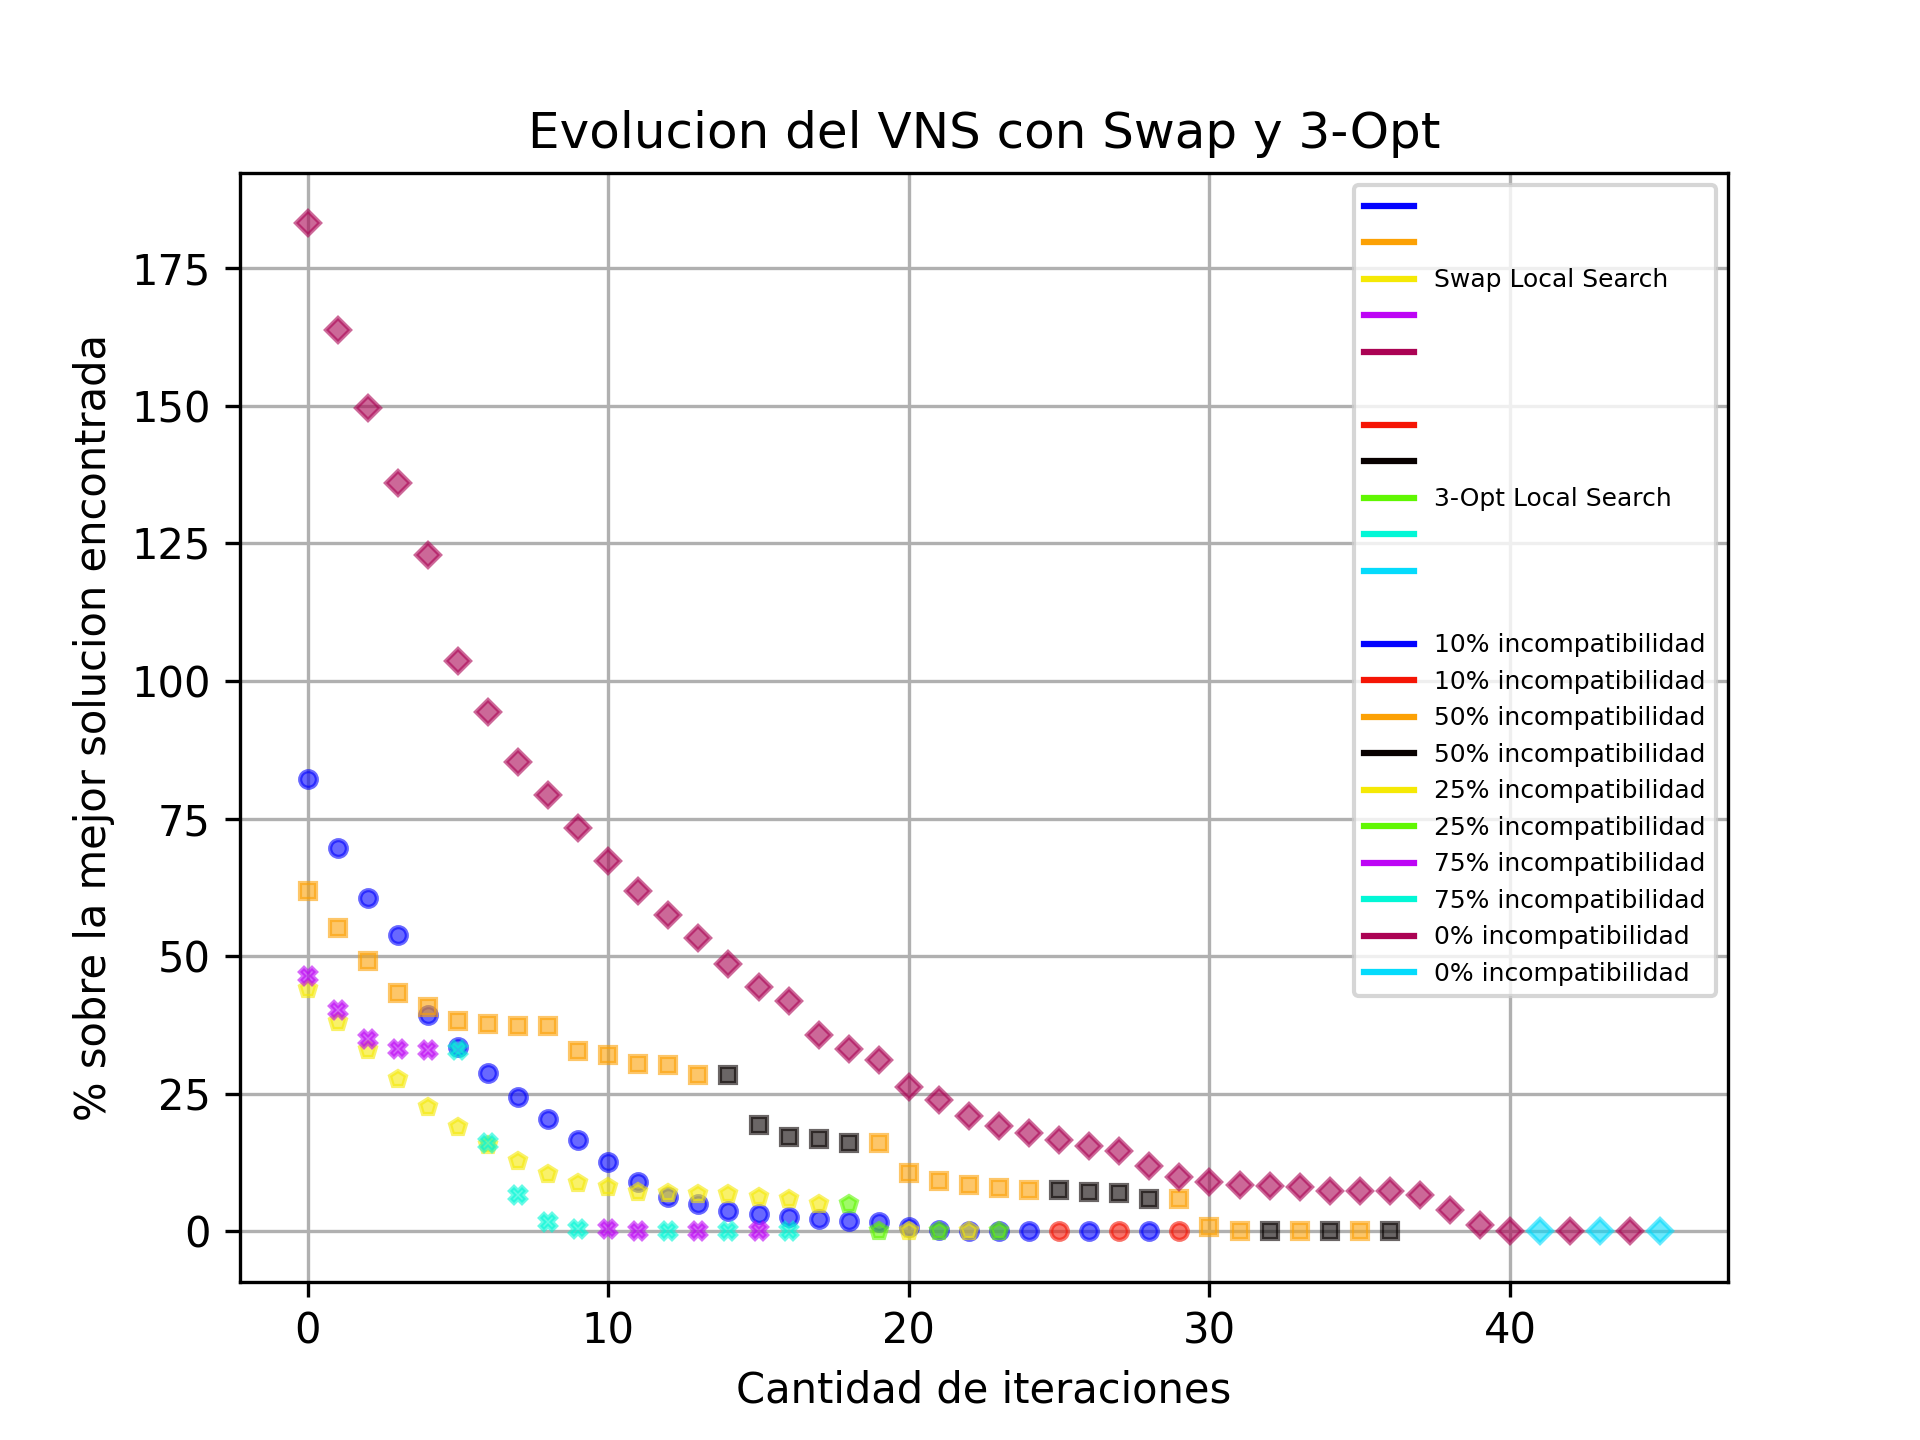 Evolucion del VNS con Swap y 3-Opt
% sobre la mejor solucion encontrada
175
150
125
100
75
50
25
0
Swap Local Search
3-Opt Local Search
10% incompatibilidad
10% incompatibilidad
50% incompatibilidad
50% incompatibilidad
25% incompatibilidad
25% incompatibilidad
75% incompatibilidad
75% incompatibilidad
0% incompatibilidad
0% incompatibilidad
0 10 20 30 40
Cantidad de iteraciones